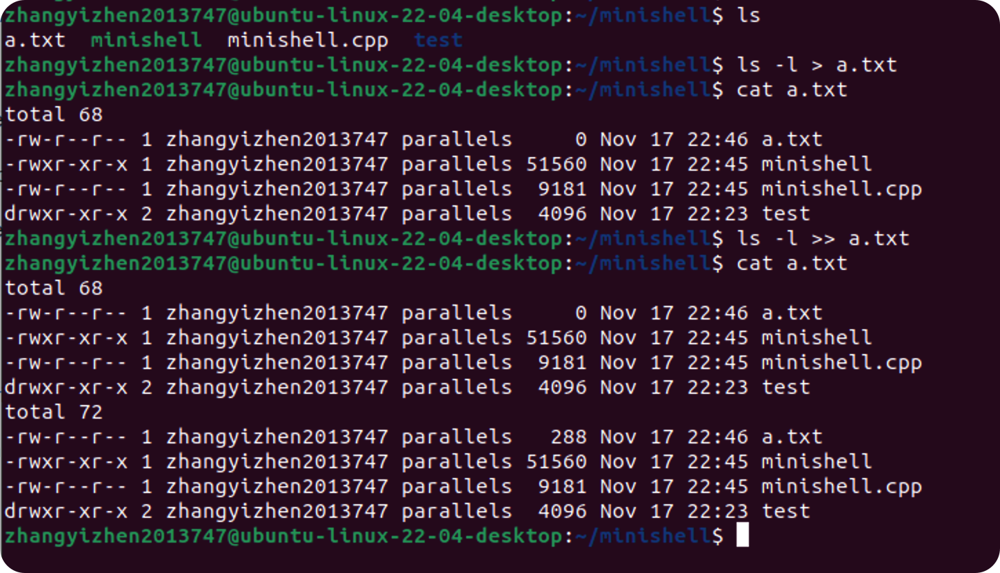 zhangyizhen2013747@ubuntu-linux-22-04-desktop:~/minishell$ ls
a.txt  minishell  minishell.cpp  test
zhangyizhen2013747@ubuntu-linux-22-04-desktop:~/minishell$ ls -l > a.txt
zhangyizhen2013747@ubuntu-linux-22-04-desktop:~/minishell$ cat a.txt
total 68
-rw-r--r-- 1 zhangyizhen2013747 parallels     0 Nov 17 22:46 a.txt
-rwxr-xr-x 1 zhangyizhen2013747 parallels 51560 Nov 17 22:45 minishell
-rw-r--r-- 1 zhangyizhen2013747 parallels  9181 Nov 17 22:45 minishell.cpp
drwxr-xr-x 2 zhangyizhen2013747 parallels  4096 Nov 17 22:23 test
zhangyizhen2013747@ubuntu-linux-22-04-desktop:~/minishell$ ls -l >> a.txt
zhangyizhen2013747@ubuntu-linux-22-04-desktop:~/minishell$ cat a.txt
total 68
-rw-r--r-- 1 zhangyizhen2013747 parallels     0 Nov 17 22:46 a.txt
-rwxr-xr-x 1 zhangyizhen2013747 parallels 51560 Nov 17 22:45 minishell
-rw-r--r-- 1 zhangyizhen2013747 parallels  9181 Nov 17 22:45 minishell.cpp
drwxr-xr-x 2 zhangyizhen2013747 parallels  4096 Nov 17 22:23 test
total 72
-rw-r--r-- 1 zhangyizhen2013747 parallels   288 Nov 17 22:46 a.txt
-rwxr-xr-x 1 zhangyizhen2013747 parallels 51560 Nov 17 22:45 minishell
-rw-r--r-- 1 zhangyizhen2013747 parallels  9181 Nov 17 22:45 minishell.cpp
drwxr-xr-x 2 zhangyizhen2013747 parallels  4096 Nov 17 22:23 test
zhangyizhen2013747@ubuntu-linux-22-04-desktop:~/minishell$